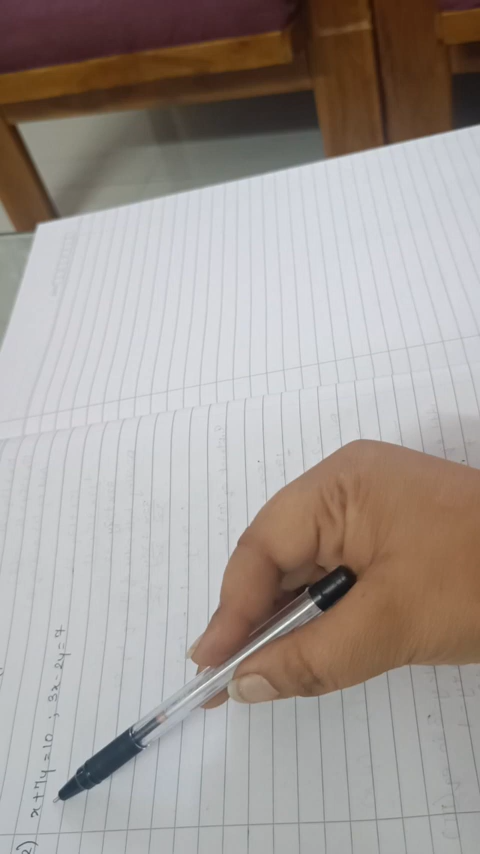 2) x + 7y = 10 ; 3x - 2y = 7